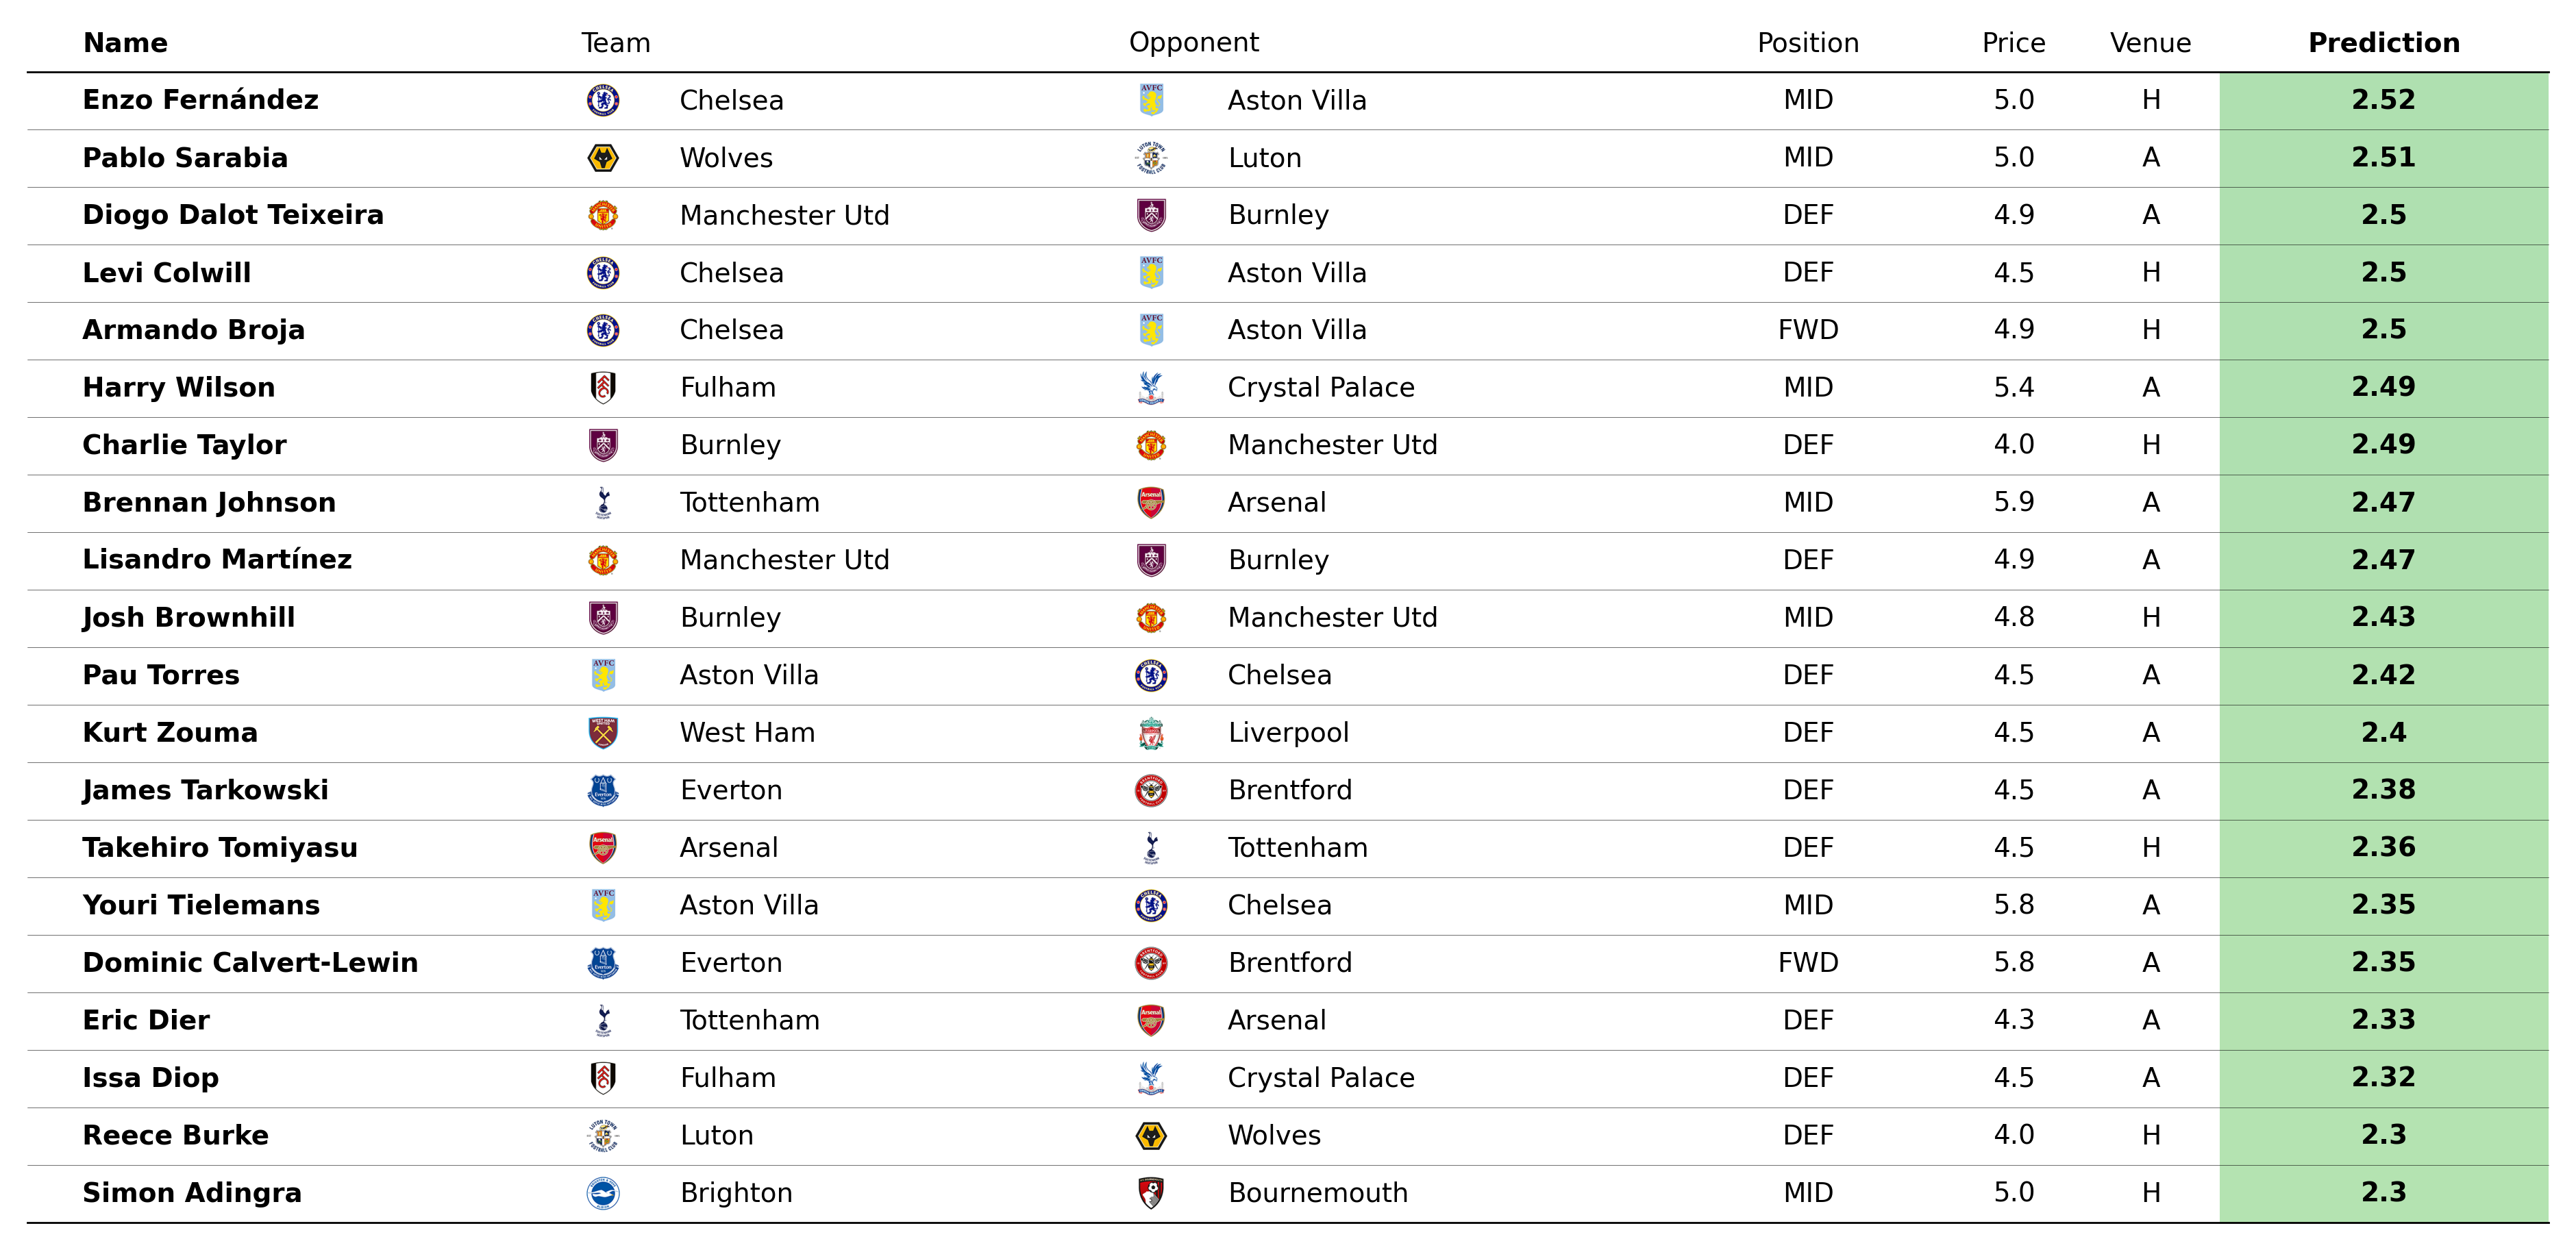 Name Team Opponent Position Price Venue Prediction
Enzo Fernández Chelsea Aston Villa MID 5.0 H 2.52
Pablo Sarabia Wolves Luton MID 5.0 A 2.51
Diogo Dalot Teixeira Manchester Utd Burnley DEF 4.9 A 2.5
Levi Colwill Chelsea Aston Villa DEF 4.5 H 2.5
Armando Broja Chelsea Aston Villa FWD 4.9 H 2.5
Harry Wilson Fulham Crystal Palace MID 5.4 A 2.49
Charlie Taylor Burnley Manchester Utd DEF 4.0 H 2.49
Brennan Johnson Tottenham Arsenal MID 5.9 A 2.47
Lisandro Martínez Manchester Utd Burnley DEF 4.9 A 2.47
Josh Brownhill Burnley Manchester Utd MID 4.8 H 2.43
Pau Torres Aston Villa Chelsea DEF 4.5 A 2.42
Kurt Zouma West Ham Liverpool DEF 4.5 A 2.4
James Tarkowski Everton Brentford DEF 4.5 A 2.38
Takehiro Tomiyasu Arsenal Tottenham DEF 4.5 H 2.36
Youri Tielemans Aston Villa Chelsea MID 5.8 A 2.35
Dominic Calvert-Lewin Everton Brentford FWD 5.8 A 2.35
Eric Dier Tottenham Arsenal DEF 4.3 A 2.33
Issa Diop Fulham Crystal Palace DEF 4.5 A 2.32
Reece Burke Luton Wolves DEF 4.0 H 2.3
Simon Adingra Brighton Bournemouth MID 5.0 H 2.3